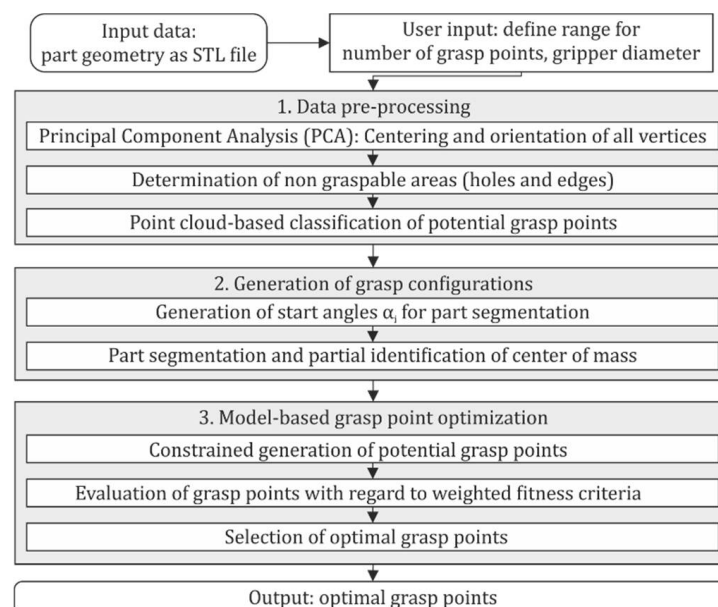 Input data:
part geometry as STL file
User input: define range for
number of grasp points, gripper diameter
1. Data pre-processing
Principal Component Analysis (PCA): Centering and orientation of all vertices
Determination of non graspable areas (holes and edges)
Point cloud-based classification of potential grasp points
2. Generation of grasp configurations
Generation of start angles αᵢ for part segmentation
Part segmentation and partial identification of center of mass
3. Model-based grasp point optimization
Constrained generation of potential grasp points
Evaluation of grasp points with regard to weighted fitness criteria
Selection of optimal grasp points
Output: optimal grasp points